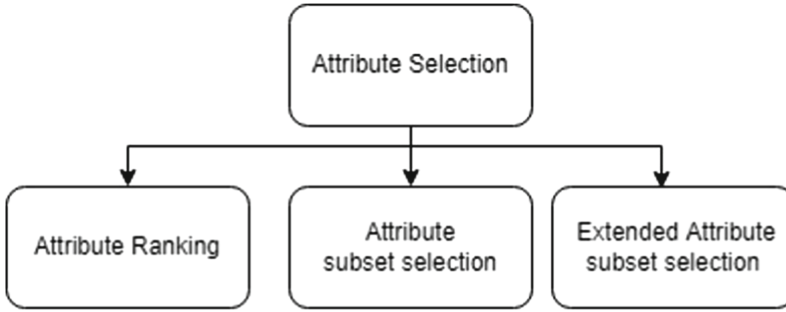 Attribute Selection
Attribute Ranking
Attribute
subset selection
Extended Attribute
subset selection